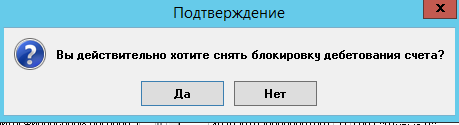 Подтверждение
x
Вы действительно хотите снять блокировку дебетования счета?
Да
Нет